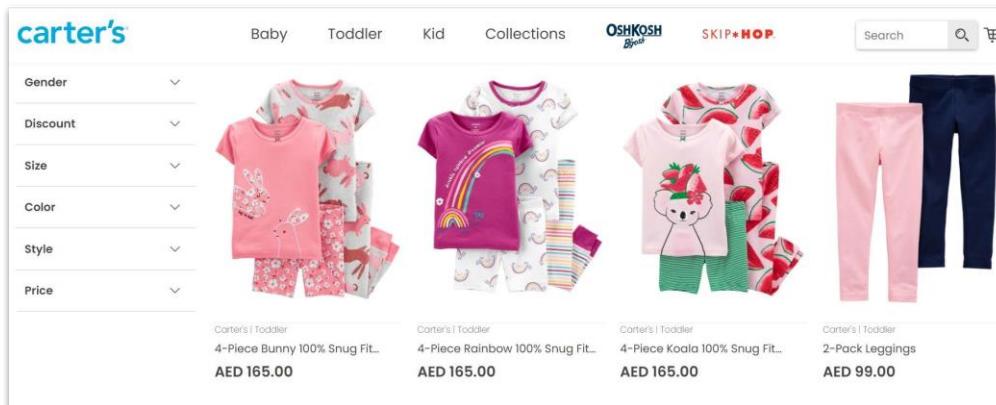 carter's
Baby
Toddler
Kid
Collections
OSHKOSH
B'gosh
SKIP*HOP.
Search
Gender
Discount
Size
Color
Style
Price
Carter's | Toddler
4-Piece Bunny 100% Snug Fit...
AED 165.00
Carter's | Toddler
4-Piece Rainbow 100% Snug Fit...
AED 165.00
Carter's | Toddler
4-Piece Koala 100% Snug Fit...
AED 165.00
Carter's | Toddler
2-Pack Leggings
AED 99.00